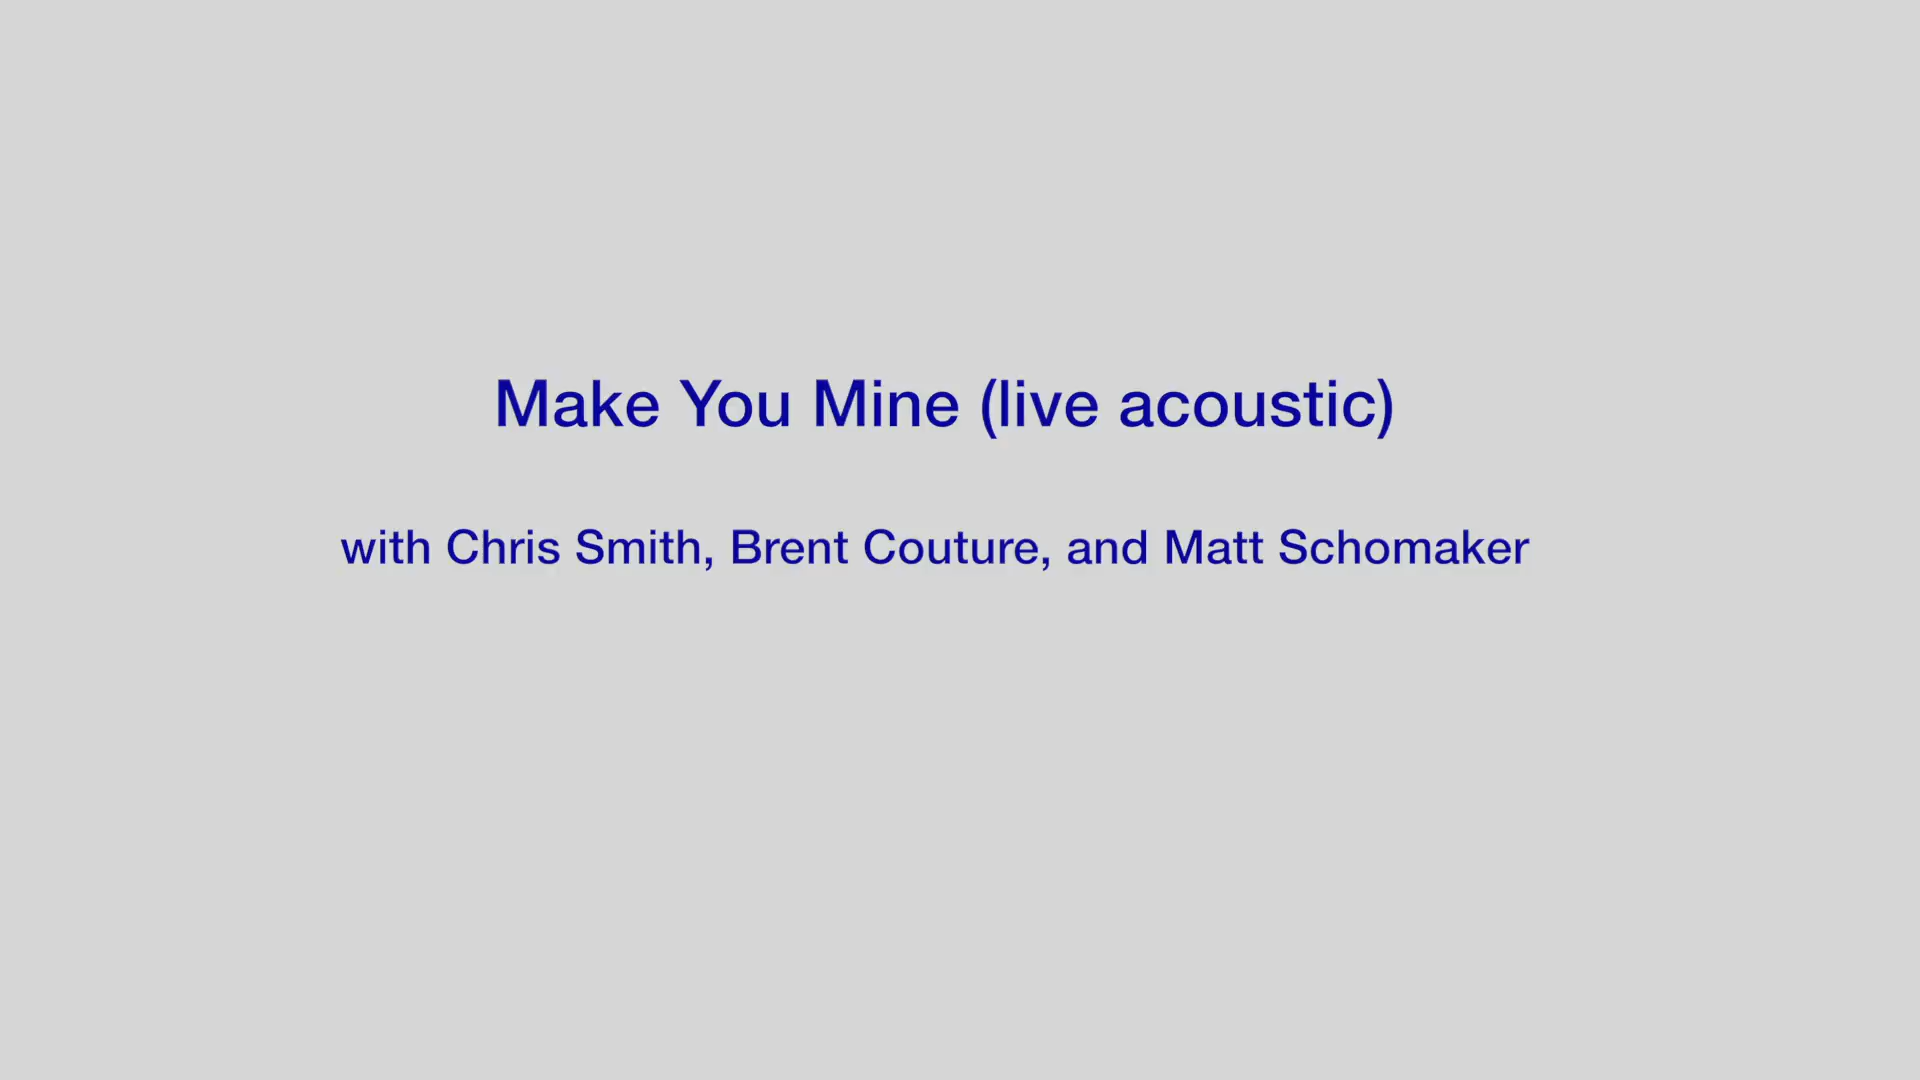 Make You Mine (live acoustic)
with Chris Smith, Brent Couture, and Matt Schomaker